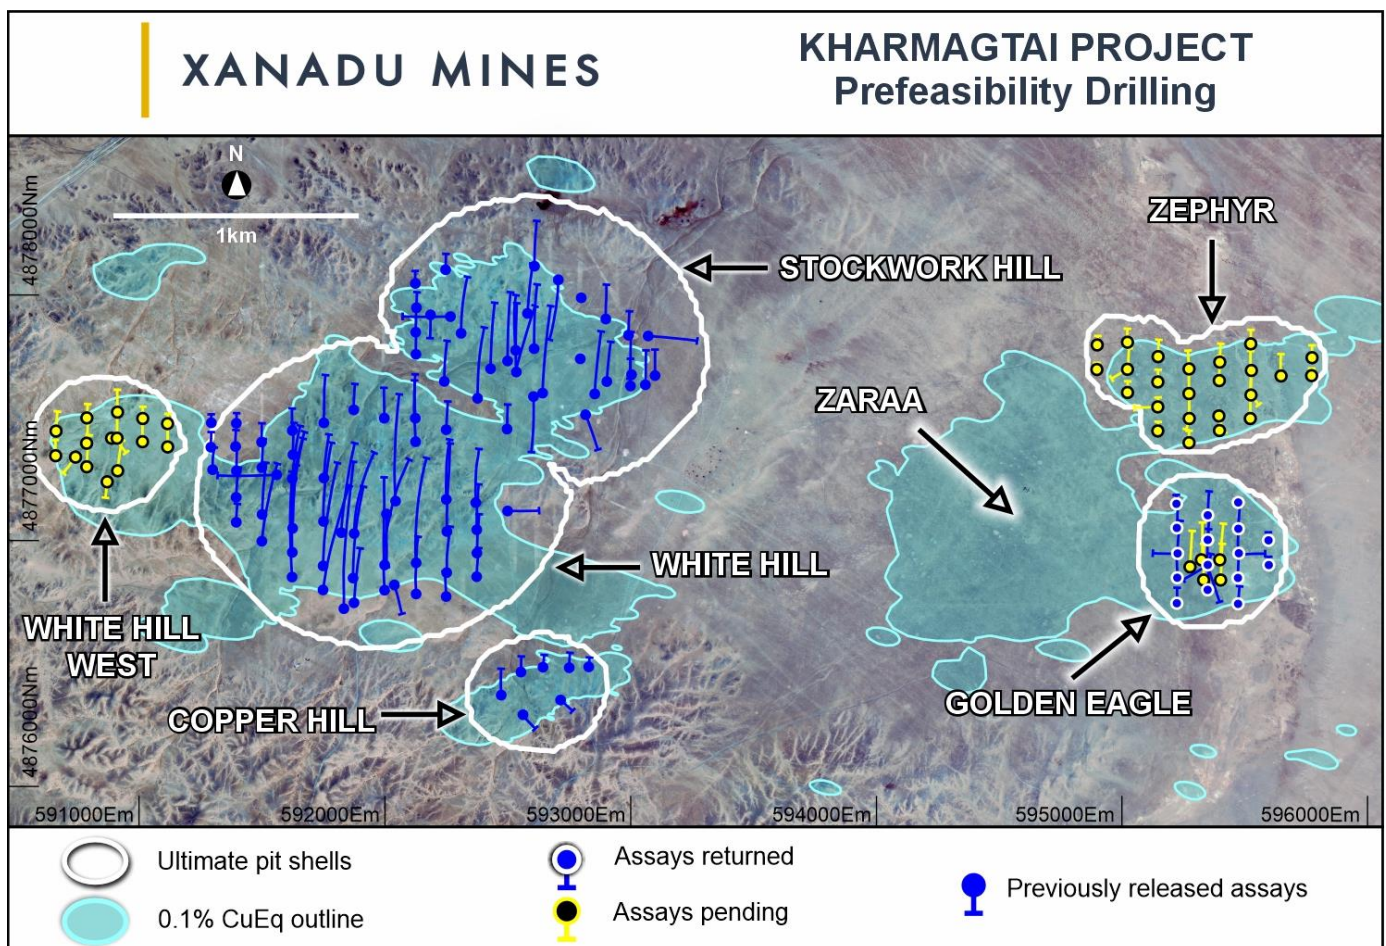 XANADU MINES
KHARMAGTAI PROJECT
Prefeasibility Drilling
N
1km
4878000Nm
4877000Nm
4876000Nm
STOCKWORK HILL
ZEPHYR
ZARAA
WHITE HILL
WHITE HILL
WEST
COPPER HILL
GOLDEN EAGLE
591000Em
592000Em
593000Em
594000Em
595000Em
596000Em
Ultimate pit shells
0.1% CuEq outline
Assays returned
Assays pending
Previously released assays